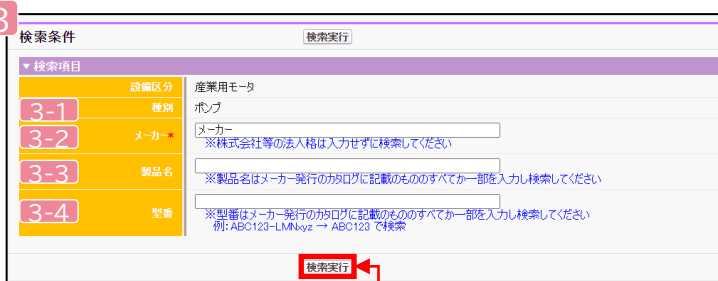 3
検索条件
検索実行
▼検索項目
設備区分 産業用モータ
3-1 種別 ポンプ
3-2 メーカー* メーカー
※株式会社等の法人格は入力せずに検索してください
3-3 製品名
※製品名はメーカー発行のカタログに記載のもののすべてか一部を入力し検索してください
3-4 型番
※型番はメーカー発行のカタログに記載のもののすべてか一部を入力し検索してください
例:ABC123-LMNxyz → ABC123 で検索
検索実行